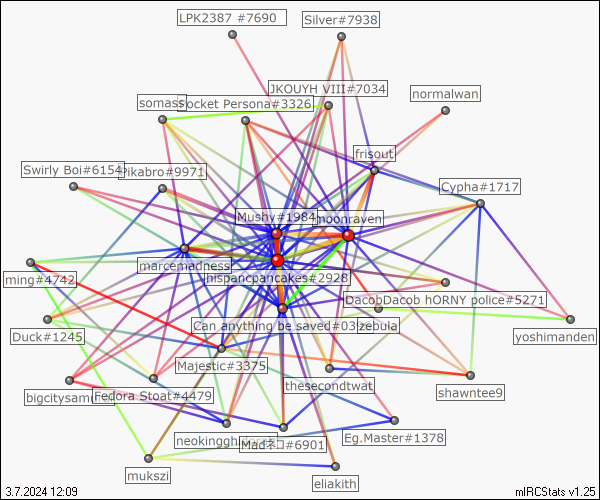 LPK2387 #7690
Silver#7938
JKOUYH VIII#7034
normalwan
somass
Pocket Persona#3326
frisout
Swirly Boi#6154
Pikabro#9971
Cypha#1717
Mushy#1984
moonraven
marcemadness
hispancpancakes#2928
ming#4742
DacobDacob hORNY police#5271
Can anything be saved#03
zebula
Duck#1245
yoshimanden
Majestic#3375
thesecondtwat
shawntee9
bigcitysam
Fedora Stoat#4479
neokinggh
#6901
Eg.Master#1378
mukszi
eliakith
3.7.2024 12:09
mIRCStats v1.25